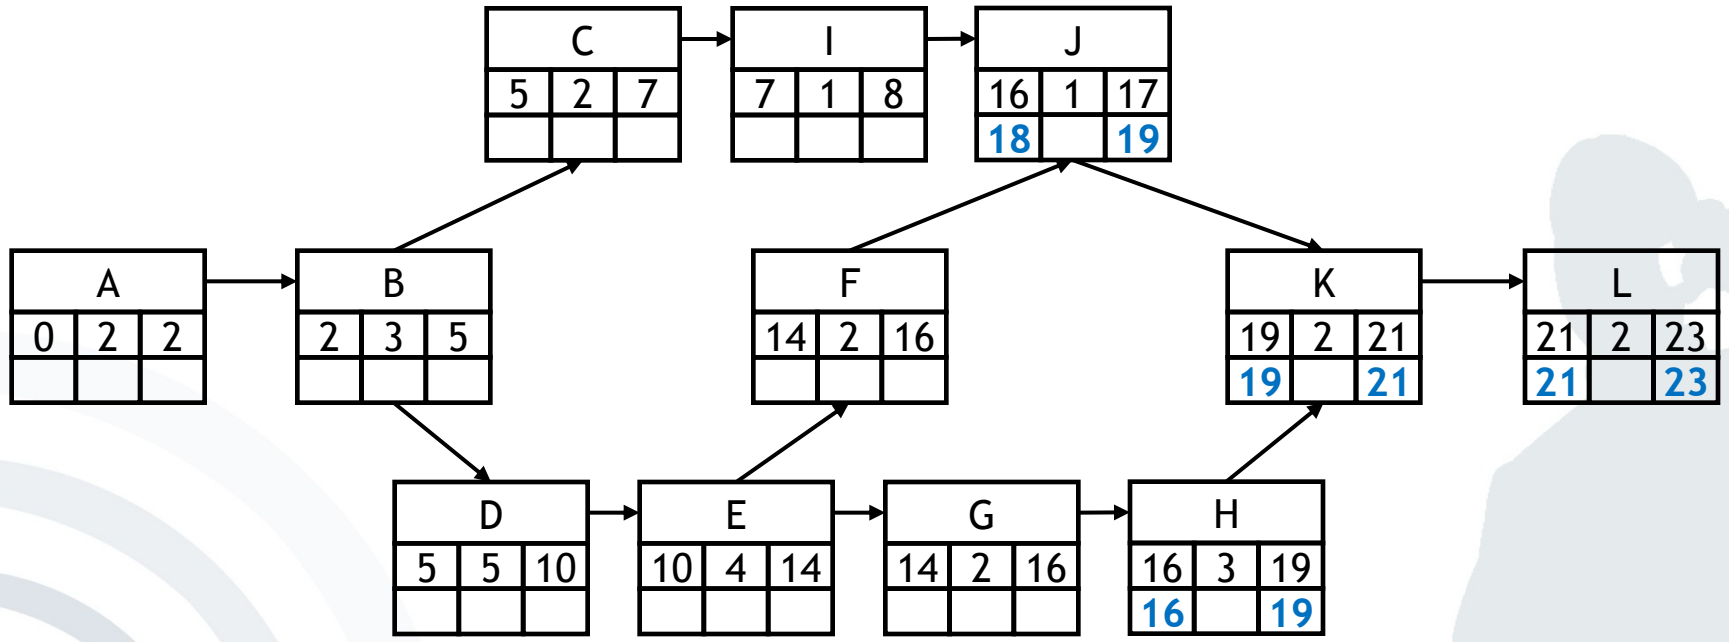 C
5 2 7
I
7 1 8
J
16 1 17
18 19
A
0 2 2
B
2 3 5
F
14 2 16
K
19 2 21
19 21
L
21 2 23
21 23
D
5 5 10
E
10 4 14
G
14 2 16
H
16 3 19
16 19